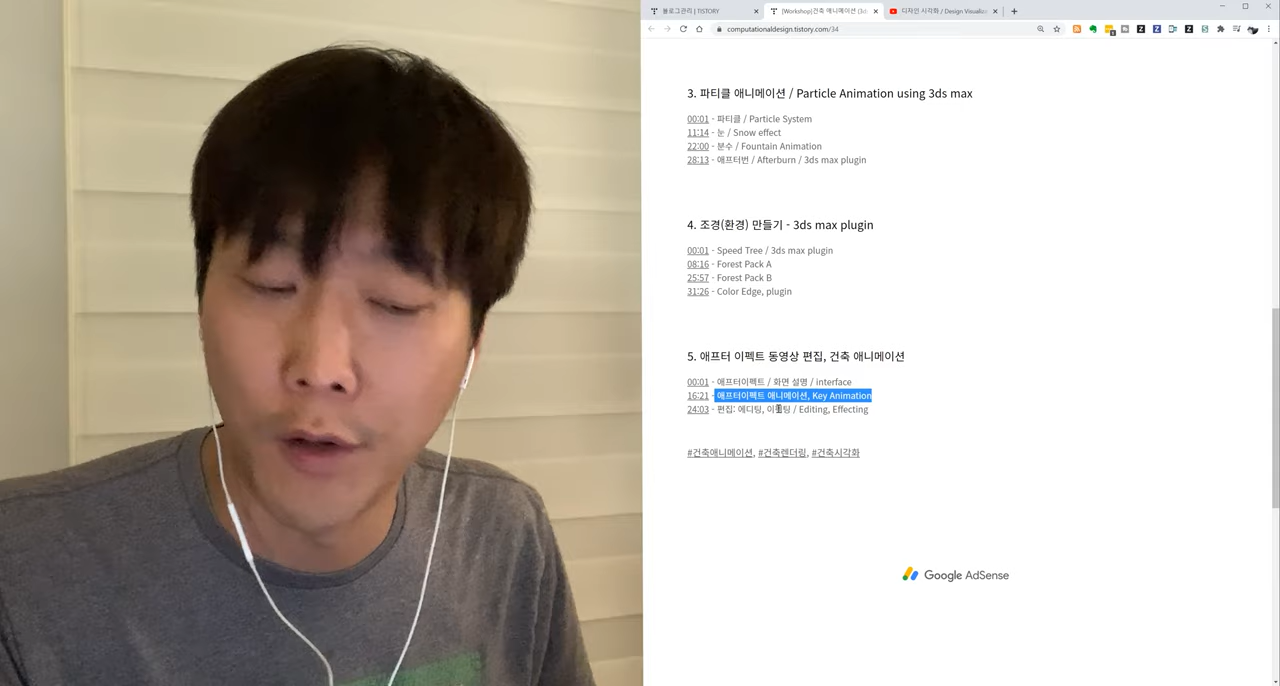 블로그관리 | TISTORY
[Workshop]건축 애니메이션 (3d
디자인 시각화 / Design Visualiz
computationaldesign.tistory.com/34
3. 파티클 애니메이션 / Particle Animation using 3ds max
00:01 - 파티클 / Particle System
11:14 - 눈 / Snow effect
22:00 - 분수 / Fountain Animation
28:13 - 애프터번 / Afterburn / 3ds max plugin
4. 조경(환경) 만들기 - 3ds max plugin
00:01 - Speed Tree / 3ds max plugin
08:16 - Forest Pack A
25:57 - Forest Pack B
31:26 - Color Edge, plugin
5. 애프터 이펙트 동영상 편집, 건축 애니메이션
00:01 - 애프터이펙트 / 화면 설명 / interface
16:21 - 애프터이펙트 애니메이션, Key Animation
24:03 - 편집: 에디팅, 이펙팅 / Editing, Effecting
#건축애니메이션, #건축렌더링, #건축시각화
Google AdSense